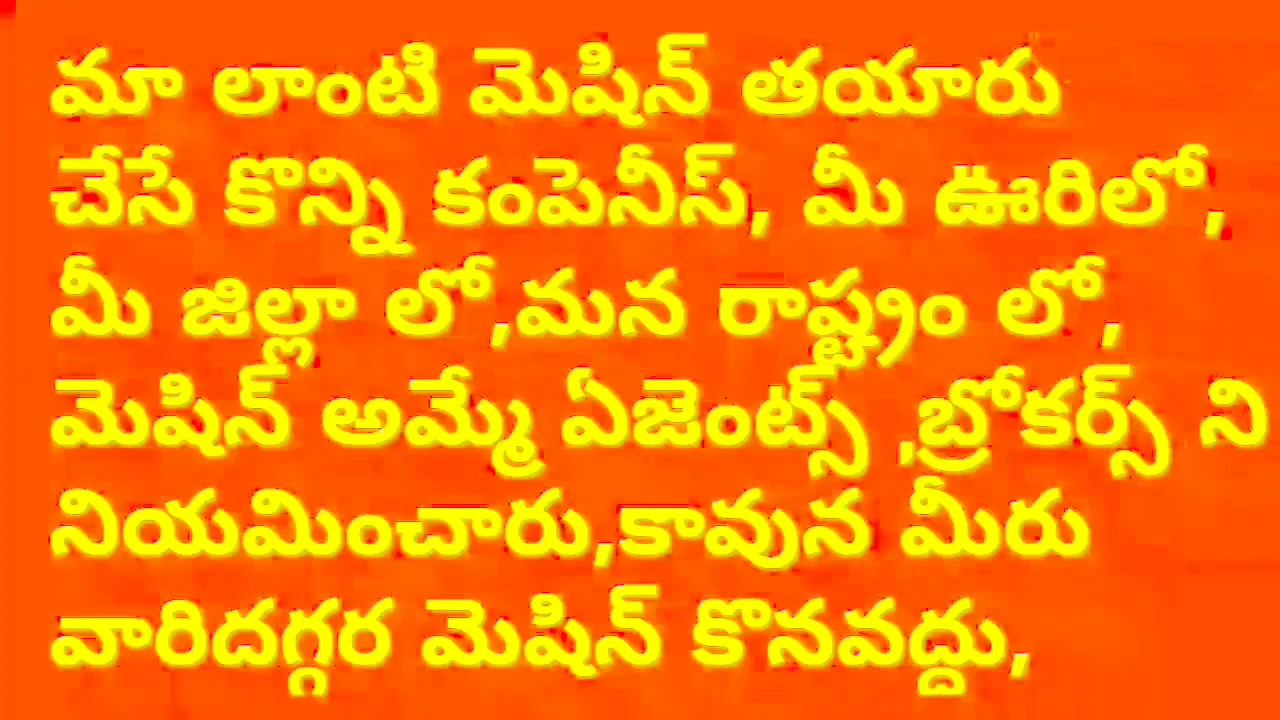 మా లాంటి మెషిన్ తయారు
చేసే కొన్ని కంపెనీస్, మీ ఊరిలో,
మీ జిల్లా లో,మన రాష్ట్రం లో,
మెషిన్ అమ్మే ఏజెంట్స్ ,బ్రోకర్స్ ని
నియమించారు,కావున మీరు
వారిదగ్గర మెషిన్ కొనవద్దు,